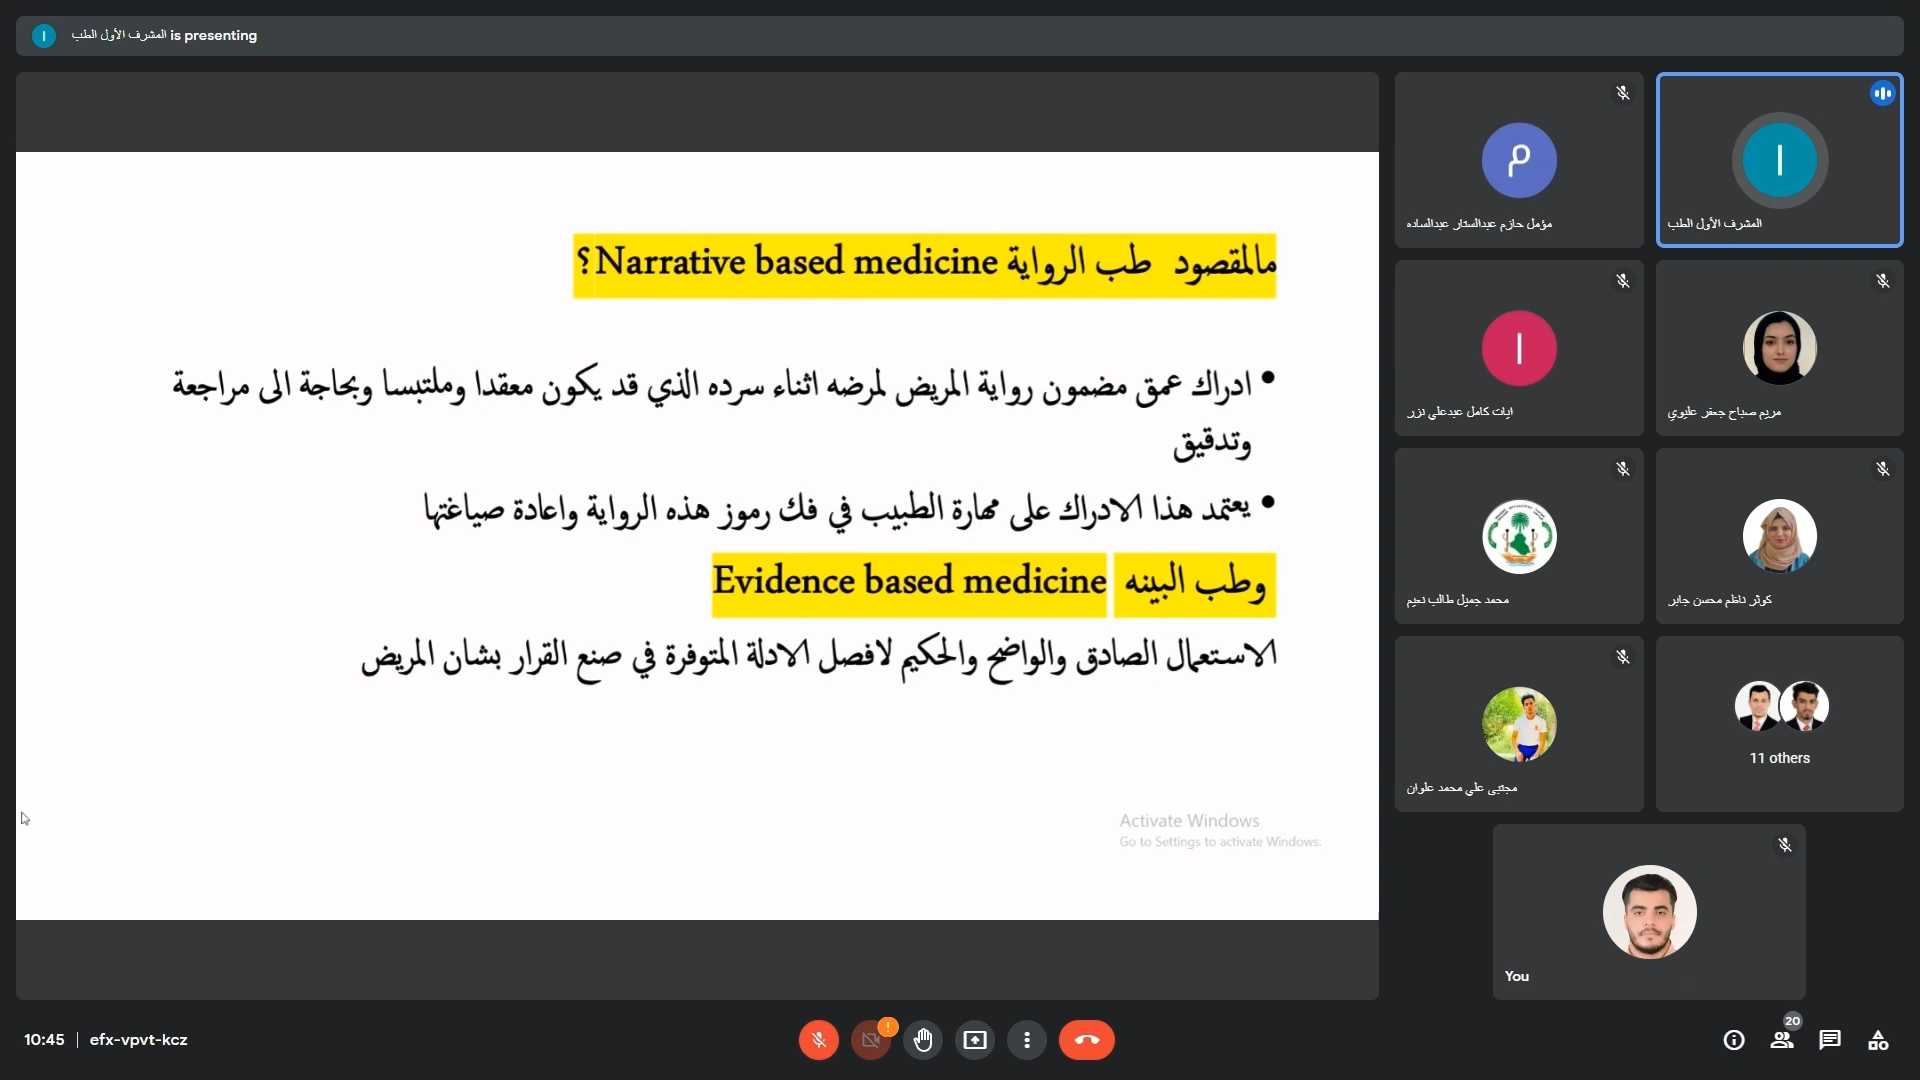 المشرف الأول الطب is presenting
مالمقصود طب الرواية Narrative based medicine؟
• ادراك عمق مضمون رواية المريض لمرضه اثناء سرده الذي قد يكون معقدا وملتبسا وبحاجة الى مراجعة
وتدقيق
• يعتمد هذا الادراك على مهارة الطبيب في فك رموز هذه الرواية واعادة صياغتها
وطب البينه Evidence based medicine
الاستعمال الصادق والواضح والحكيم لافصل الادلة المتوفرة في صنع القرار بشان المريض
Activate Windows
Go to Settings to activate Windows.
م
مؤمل حازم عبدالستار عبدالساده
ا
المشرف الأول الطب
ا
ايات كامل عبدعلي نزر
مريم صباح جعفر عليوي
محمد جميل طالب نعيم
كوثر ناظم محسن جابر
مجتبى علي محمد علوان
11 others
You
10:45 | efx-vpvt-kcz
20